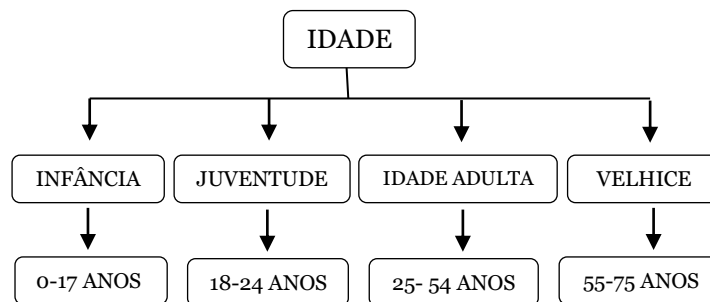 IDADE
INFÂNCIA
JUVENTUDE
IDADE ADULTA
VELHICE
0-17 ANOS
18-24 ANOS
25- 54 ANOS
55-75 ANOS